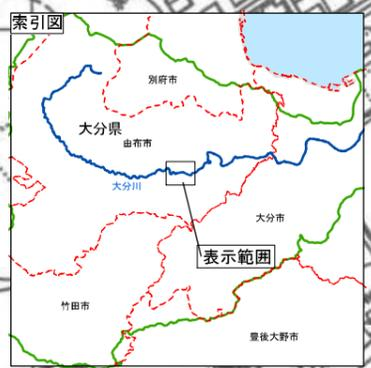 索引図
別府市
大分県
由布市
大分川
大分市
表示範囲
竹田市
豊後大野市